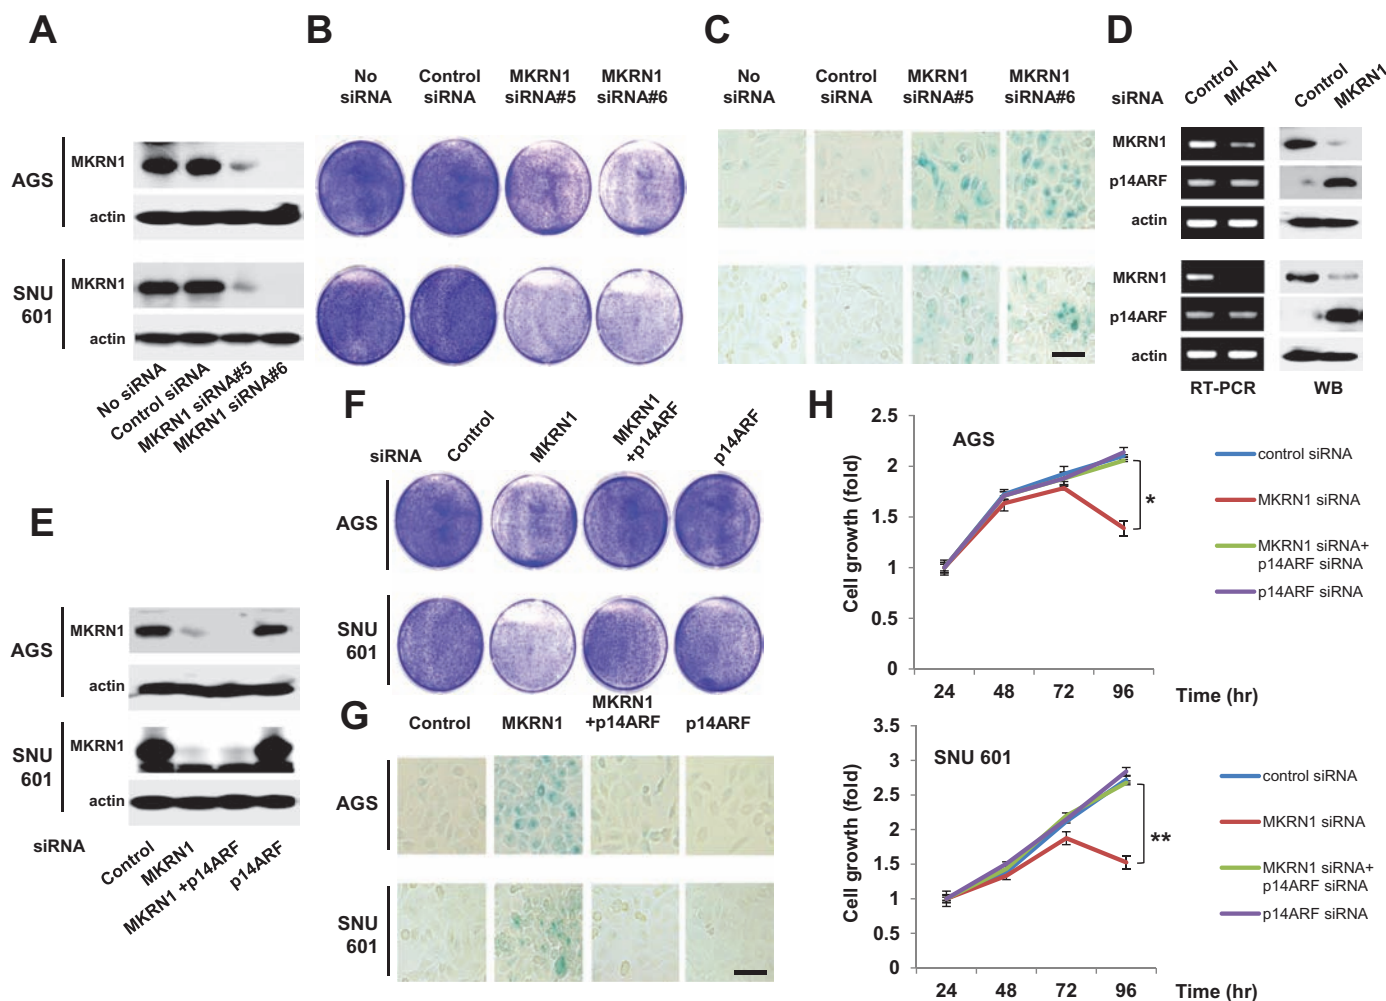 A
AGS
MKRN1
actin
SNU
601
MKRN1
actin
No siRNA
Control siRNA
MKRN1 siRNA#5
MKRN1 siRNA#6
B
No
siRNA
Control
siRNA
MKRN1
siRNA#5
MKRN1
siRNA#6
C
No
siRNA
Control
siRNA
MKRN1
siRNA#5
MKRN1
siRNA#6
D
siRNA
Control
MKRN1
Control
MKRN1
MKRN1
p14ARF
actin
MKRN1
p14ARF
actin
RT-PCR
WB
E
AGS
MKRN1
actin
SNU
601
MKRN1
actin
siRNA
Control
MKRN1
MKRN1 +p14ARF
p14ARF
F
siRNA
Control
MKRN1
MKRN1
+p14ARF
p14ARF
AGS
SNU
601
G
Control
MKRN1
MKRN1
+p14ARF
p14ARF
AGS
SNU
601
H
AGS
Cell growth (fold)
2.5
2
1.5
1
0.5
0
24 48 72 96
Time (hr)
*
control siRNA
MKRN1 siRNA
MKRN1 siRNA+
p14ARF siRNA
p14ARF siRNA
SNU 601
Cell growth (fold)
3.5
3
2.5
2
1.5
1
0.5
0
24 48 72 96
Time (hr)
**
control siRNA
MKRN1 siRNA
MKRN1 siRNA+
p14ARF siRNA
p14ARF siRNA